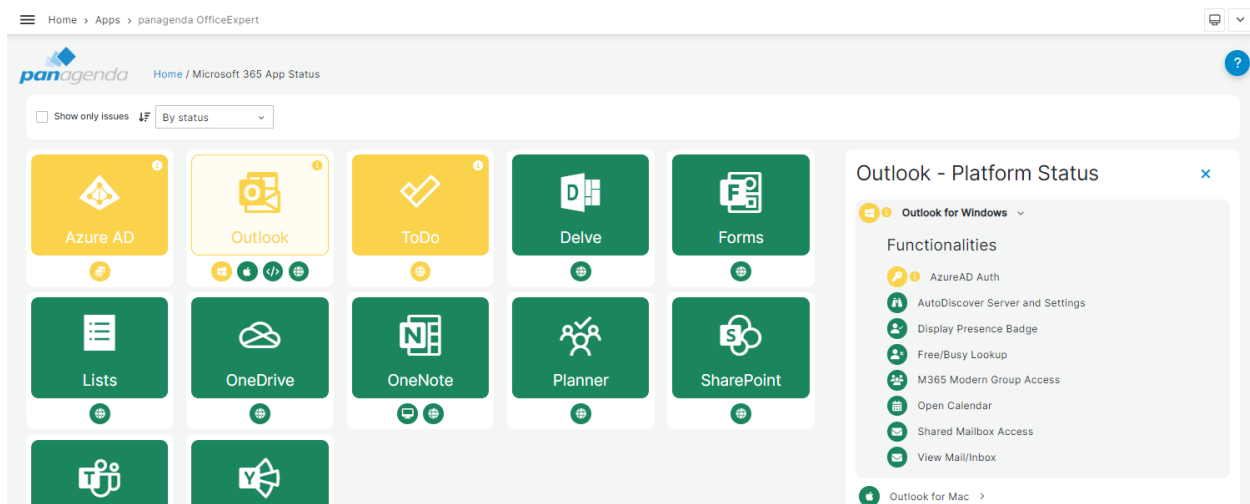 Home > Apps > panagenda OfficeExpert
panagenda
Home / Microsoft 365 App Status
?
Show only issues
By status
Azure AD
Outlook
ToDo
Delve
Forms
Lists
OneDrive
OneNote
Planner
SharePoint
Outlook - Platform Status
Outlook for Windows
Functionalities
AzureAD Auth
AutoDiscover Server and Settings
Display Presence Badge
Free/Busy Lookup
M365 Modern Group Access
Open Calendar
Shared Mailbox Access
View Mail/Inbox
Outlook for Mac >